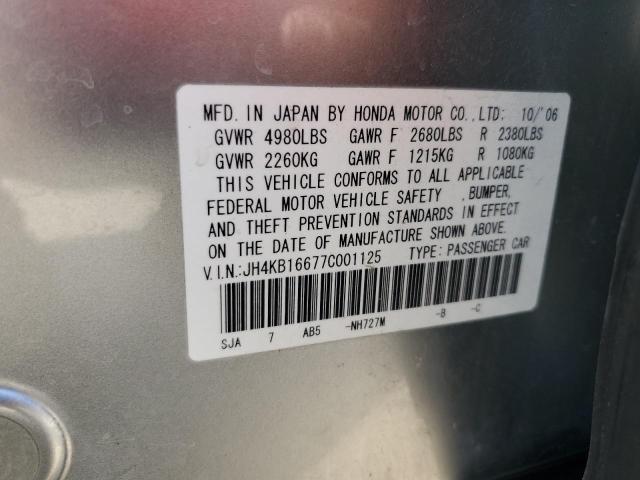 MFD. IN JAPAN BY HONDA MOTOR CO.,LTD: 10/'06
GVWR 4980LBS GAWR F 2680LBS R 2380LBS
GVWR 2260KG GAWR F 1215KG R 1080KG
THIS VEHICLE CONFORMS TO ALL APPLICABLE
FEDERAL MOTOR VEHICLE SAFETY , BUMPER,
AND THEFT PREVENTION STANDARDS IN EFFECT
ON THE DATE OF MANUFACTURE SHOWN ABOVE.
V.I.N.:JH4KB16677C001125 TYPE: PASSENGER CAR
SJA 7 AB5 -NH727M -B -C